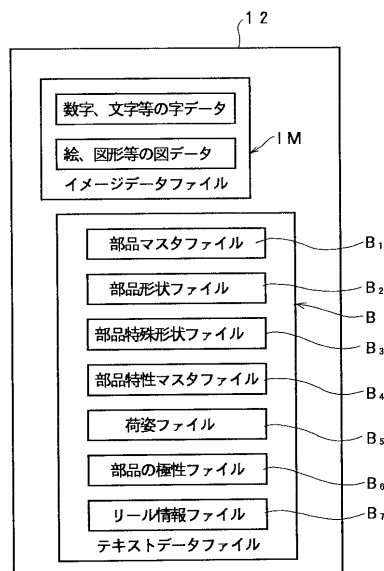 12
数字、文字等の字データ
絵、図形等の図データ
イメージデータファイル
IM
部品マスタファイル
B₁
部品形状ファイル
B₂
B
部品特殊形状ファイル
B₃
部品特性マスタファイル
B₄
荷姿ファイル
B₅
部品の極性ファイル
B₆
リール情報ファイル
B₇
テキストデータファイル